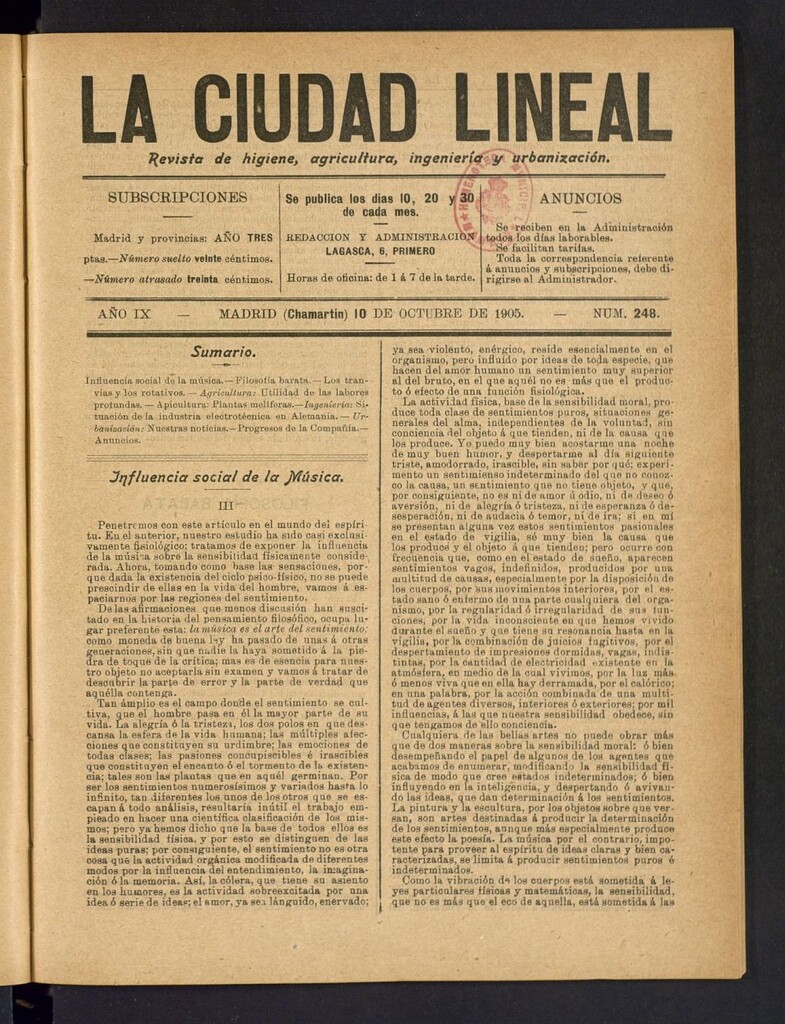 LA CIUDAD LINEAL
Revista de higiene, agricultura, ingeniería y urbanización.
SUBSCRIPCIONES
Madrid y provincias: AÑO TRES
ptas.—Número suelto veinte céntimos.
—Número atrasado treinta céntimos.
Se publica los días 10, 20 y 30
de cada mes.
REDACCION Y ADMINISTRACION
LAGASCA, 6, PRIMERO
Horas de oficina: de 1 á 7 de la tarde.
ANUNCIOS
Se reciben en la Administración
todos los días laborables.
Se facilitan tarifas.
Toda la correspondencia referente
á anuncios y subscripciones, debe di-
rigirse al Administrador.
AÑO IX — MADRID (Chamartin) 10 DE OCTUBRE DE 1905. — NUM. 248.
Sumario.
Influencia social de la música.—Filosofía barata.—Los tran-
vías y los rotativos.—Agricultura: Utilidad de las labores
profundas.—Apicultura: Plantas melíferas.—Ingeniería: Si-
tuación de la industria electrotécnica en Alemania.—Ur-
banización: Nuestras noticias.—Progresos de la Compañía.—
Anuncios.
Influencia social de la Música.
III
Penetremos con este artículo en el mundo del espíri-
tu. En el anterior, nuestro estudio ha sido casi exclusi-
vamente fisiológico; tratamos de exponer la influencia
de la música sobre la sensibilidad físicamente conside-
rada. Ahora, tomando como base las sensaciones, por-
que dada la existencia del ciclo psico-físico, no se puede
prescindir de ellas en la vida del hombre, vamos á es-
paciarnos por las regiones del sentimiento.
De las afirmaciones que menos discusión han susci-
tado en la historia del pensamiento filosófico, ocupa lu-
gar preferente esta: la música es el arte del sentimiento;
como moneda de buena ley ha pasado de unas á otras
generaciones, sin que nadie la haya sometido á la pie-
dra de toque de la crítica; mas es de esencia para nues-
tro objeto no aceptarla sin examen y vamos á tratar de
descubrir la parte de error y la parte de verdad que
aquélla contenga.
Tan ámplio es el campo donde el sentimiento se cul-
tiva, que el hombre pasa en él la mayor parte de su
vida. La alegría ó la tristeza, los dos polos en que des-
cansa la esfera de la vida humana; las múltiples afec-
ciones que constituyen su urdimbre; las emociones de
todas clases; las pasiones concupiscibles é irascibles
que constituyen el encanto ó el tormento de la existen-
cia; tales son las plantas que en aquél germinan. Por
ser los sentimientos numerosísimos y variados hasta lo
infinito, tan diferentes los unos de los otros que se es-
capan á todo análisis, resultaría inútil el trabajo em-
pleado en hacer una científica clasificación de los mis-
mos; pero ya hemos dicho que la base de todos ellos es
la sensibilidad física, y por esto se distinguen de las
ideas puras; por consiguiente, el sentimiento no es otra
cosa que la actividad orgánica modificada de diferentes
modos por la influencia del entendimiento, la imagina-
ción ó la memoria. Así, la cólera, que tiene su asiento
en los humores, es la actividad sobreexcitada por una
idea ó serie de ideas; el amor, ya sea lánguido, enervado;
ya sea violento, enérgico, reside esencialmente en el
organismo, pero influído por ideas de toda especie, que
hacen del amor humano un sentimiento muy superior
al del bruto, en el que aquél no es más que el produc-
to ó efecto de una función fisiológica.
La actividad física, base de la sensibilidad moral, pro-
duce toda clase de sentimientos puros, situaciones ge-
nerales del alma, independientes de la voluntad, sin
conciencia del objeto á que tienden, ni de la causa que
los produce. Yo puedo muy bien acostarme una noche
de muy buen humor, y despertarme al día siguiente
triste, amodorrado, irascible, sin saber por qué; experi-
mento un sentimienso indeterminado del que no conoz-
co la causa, un sentimiento que no tiene objeto, y que,
por consiguiente, no es ni de amor ú odio, ni de deseo ó
aversión, ni de alegría ó tristeza, ni de esperanza ó de-
sesperación, ni de audacia ó temor, ni de ira; si en mí
se presentan alguna vez estos sentimientos pasionales
en el estado de vigilia, sé muy bien la causa que
los produce y el objeto á que tienden; pero ocurre con
frecuencia que, como en el estado de sueño, aparecen
sentimientos vagos, indefinidos, producidos por una
multitud de causas, especialmente por la disposición de
los cuerpos, por sus movimientos interiores, por el es-
tado sano ó enfermo de una parte cualquiera del orga-
nismo, por la regularidad ó irregularidad de sus fun-
ciones, por la vida inconsciente en que hemos vivido
durante el sueño y que tiene su resonancia hasta en la
vigilia, por la combinación de juicios fugitivos, por el
despertamiento de impresiones dormidas, vagas, indis-
tintas, por la cantidad de electricidad existente en la
atmósfera, en medio de la cual vivimos, por la luz más
ó menos viva que en ella hay derramada, por el calórico;
en una palabra, por la acción combinada de una multi-
tud de agentes diversos, interiores ó exteriores; por mil
influencias, á las que nuestra sensibilidad obedece, sin
que tengamos de ello conciencia.
Cualquiera de las bellas artes no puede obrar más
que de dos maneras sobre la sensibilidad moral: ó bien
desempeñando el papel de algunos de los agentes que
acabamos de enumerar, modificando la sensibilidad fí-
sica de modo que cree estados indeterminados; ó bien
influyendo en la inteligencia, y despertando ó avivan-
do las ideas, que dan determinación á los sentimientos.
La pintura y la escultura, por los objetos sobre que ver-
san, son artes destinadas á producir la determinación
de los sentimientos, aunque más especialmente produce
este efecto la poesía. La música por el contrario, impo-
tente para proveer al espíritu de ideas claras y bien ca-
racterizadas, se limita á producir sentimientos puros é
indeterminados.
Como la vibración de los cuerpos está sometida á le-
yes particulares físicas y matemáticas, la sensibilidad,
que no es más que el eco de aquella, está sometida á las